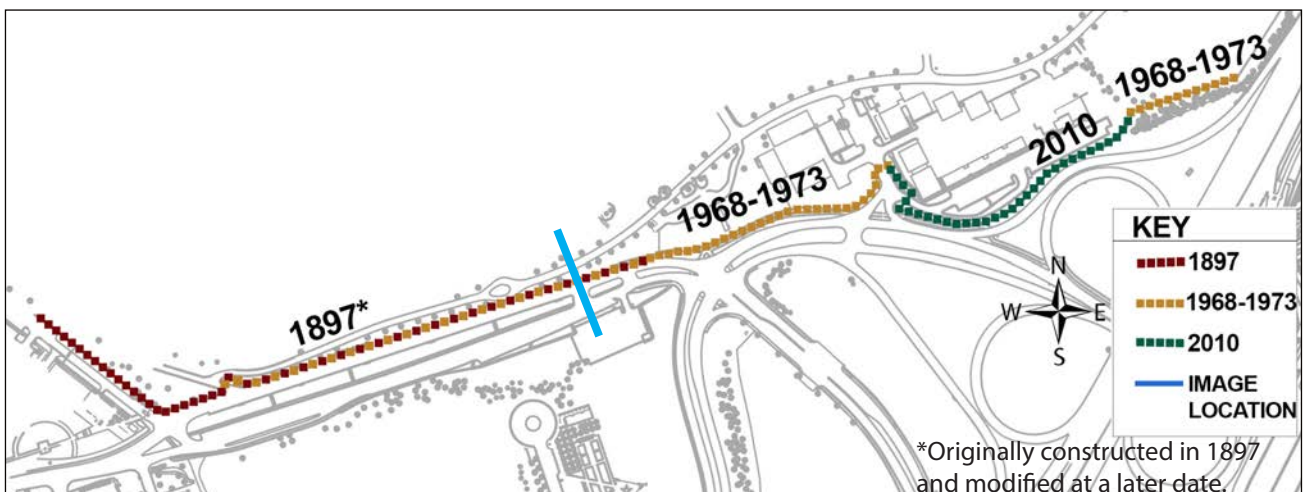 1968-1973
2010
1968-1973
1897*
KEY
1897
1968-1973
2010
IMAGE
LOCATION
N
W
E
S
*Originally constructed in 1897
and modified at a later date.